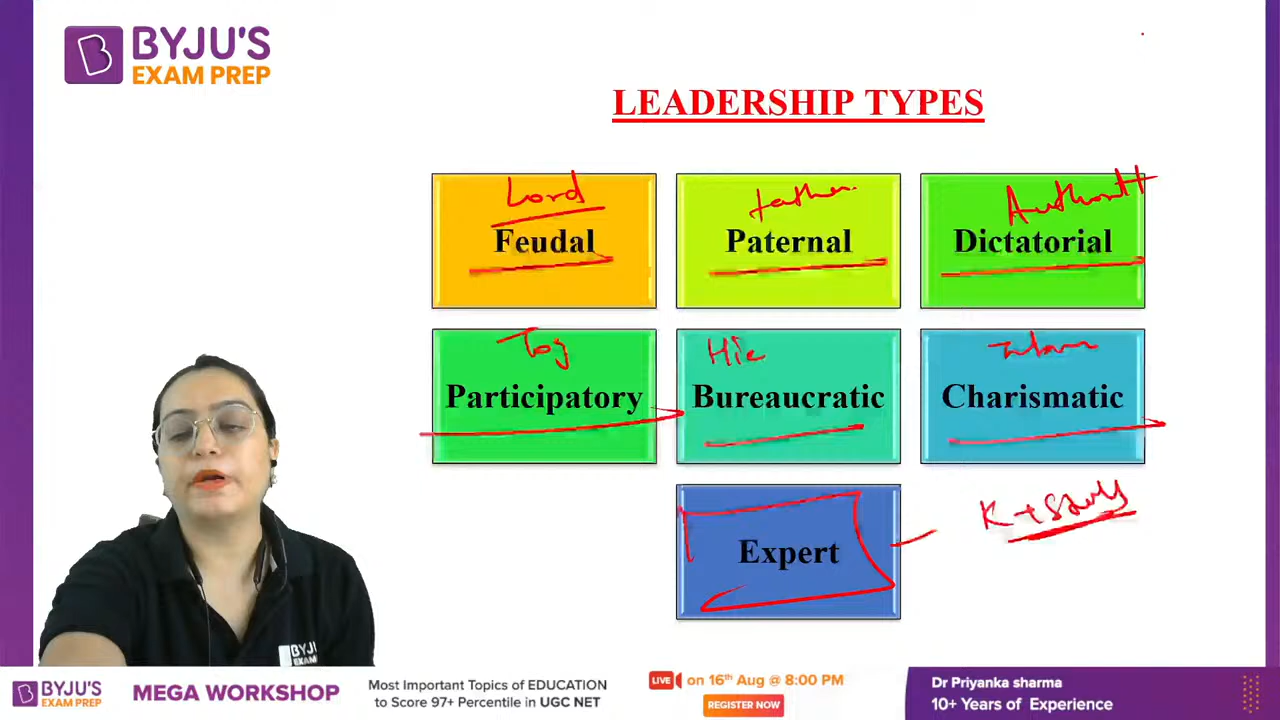 BYJU'S
EXAM PREP
LEADERSHIP TYPES
Lord
Feudal
father
Paternal
Dictatorial
Participatory
Hie
Bureaucratic
Charismatic
Expert
BYJU
EXAM
BYJU'S
EXAM PREP
MEGA WORKSHOP
Most Important Topics of EDUCATION
to Score 97+ Percentile in UGC NET
LIVE on 16th Aug @ 8:00 PM
REGISTER NOW
Dr Priyanka sharma
10+ Years of Experience